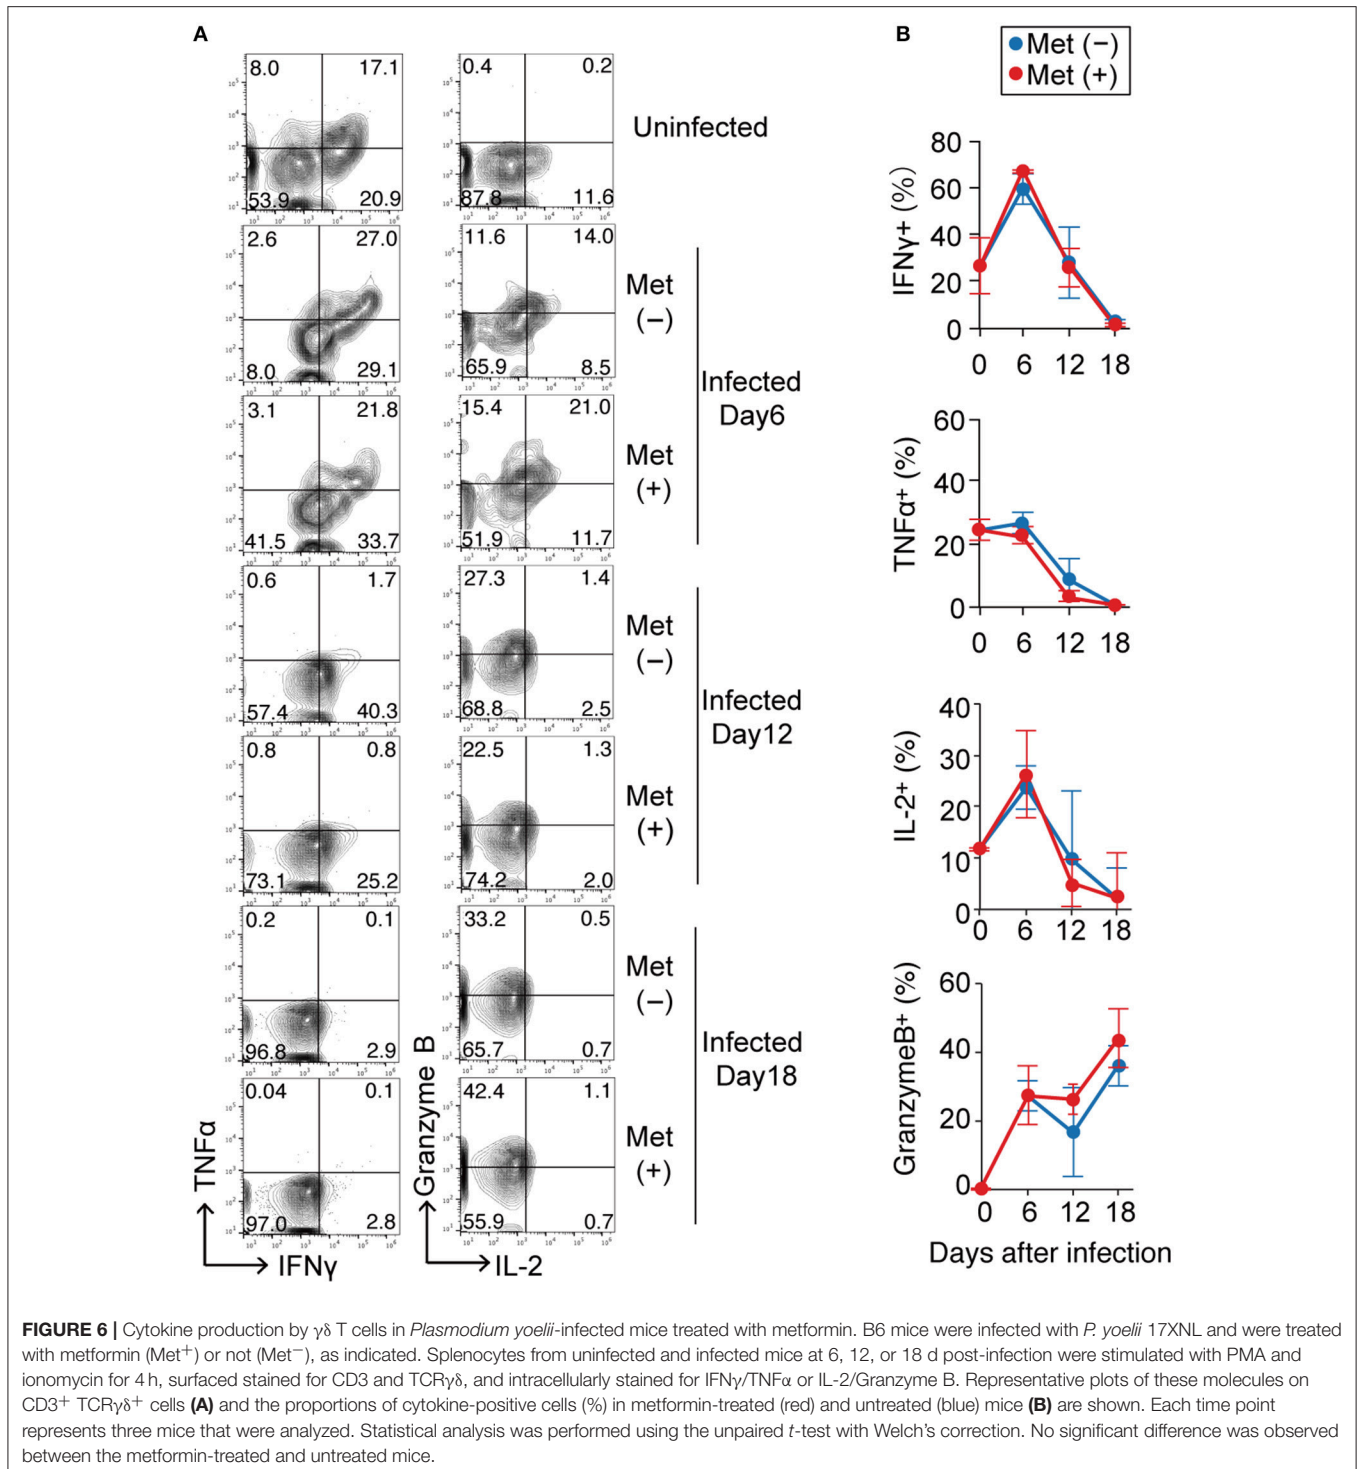 A
B
Met (−)
Met (+)
8.0 17.1
53.9 20.9
0.4 0.2
87.8 11.6
Uninfected
2.6 27.0
8.0 29.1
11.6 14.0
65.9 8.5
Met
(−)
3.1 21.8
41.5 33.7
15.4 21.0
51.9 11.7
Met
(+)
Infected
Day6
0.6 1.7
57.4 40.3
27.3 1.4
68.8 2.5
Met
(−)
0.8 0.8
73.1 25.2
22.5 1.3
74.2 2.0
Met
(+)
Infected
Day12
0.2 0.1
96.8 2.9
33.2 0.5
65.7 0.7
Met
(−)
0.04 0.1
97.0 2.8
42.4 1.1
55.9 0.7
Met
(+)
Infected
Day18
TNFα
IFNγ
Granzyme B
IL-2
IFNγ+ (%)
80
60
40
20
0
0 6 12 18
TNFα+ (%)
60
40
20
0
0 6 12 18
IL-2+ (%)
40
30
20
10
0
0 6 12 18
GranzymeB+ (%)
60
40
20
0
0 6 12 18
Days after infection
FIGURE 6 | Cytokine production by γδ T cells in Plasmodium yoelii-infected mice treated with metformin. B6 mice were infected with P. yoelii 17XNL and were treated
with metformin (Met+) or not (Met−), as indicated. Splenocytes from uninfected and infected mice at 6, 12, or 18 d post-infection were stimulated with PMA and
ionomycin for 4 h, surfaced stained for CD3 and TCRγδ, and intracellularly stained for IFNγ/TNFα or IL-2/Granzyme B. Representative plots of these molecules on
CD3+ TCRγδ+ cells (A) and the proportions of cytokine-positive cells (%) in metformin-treated (red) and untreated (blue) mice (B) are shown. Each time point
represents three mice that were analyzed. Statistical analysis was performed using the unpaired t-test with Welch's correction. No significant difference was observed
between the metformin-treated and untreated mice.